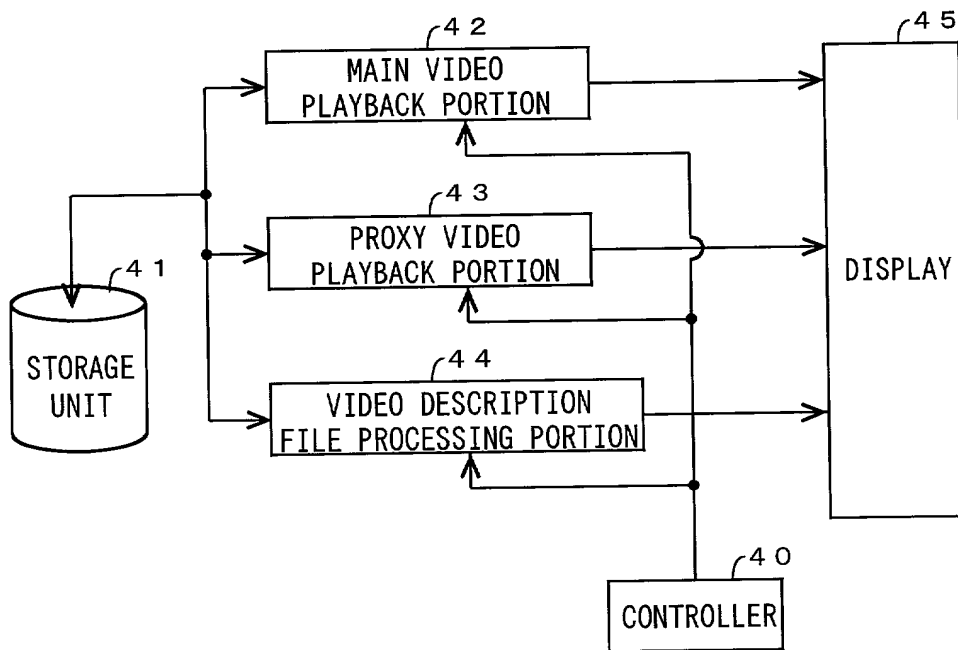 42
MAIN VIDEO
PLAYBACK PORTION
45
43
PROXY VIDEO
PLAYBACK PORTION
DISPLAY
41
STORAGE
UNIT
44
VIDEO DESCRIPTION
FILE PROCESSING PORTION
40
CONTROLLER